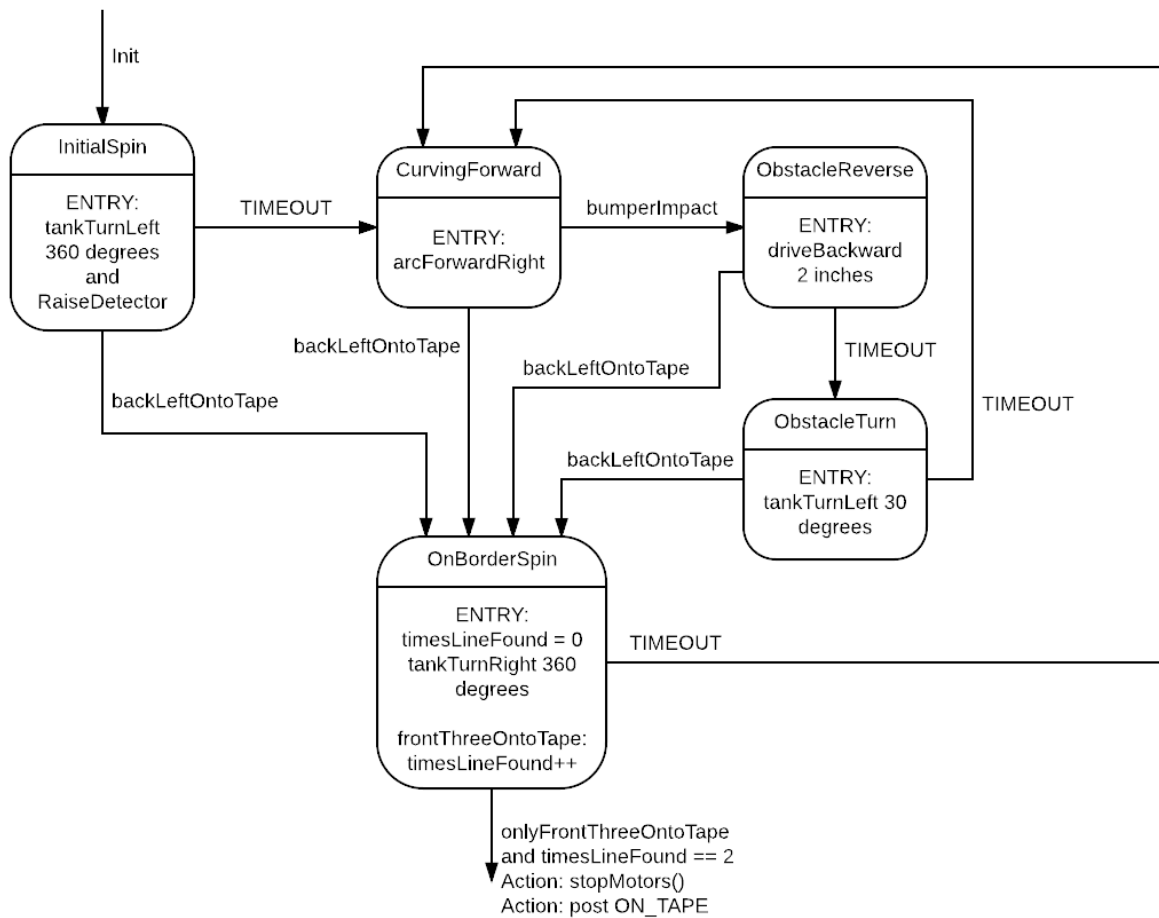 Init
InitialSpin
ENTRY:
tankTurnLeft
360 degrees
and
RaiseDetector
TIMEOUT
CurvingForward
ENTRY:
arcForwardRight
bumperImpact
ObstacleReverse
ENTRY:
driveBackward
2 inches
backLeftOntoTape
backLeftOntoTape
backLeftOntoTape
TIMEOUT
TIMEOUT
ObstacleTurn
ENTRY:
tankTurnLeft 30
degrees
backLeftOntoTape
OnBorderSpin
ENTRY:
timesLineFound = 0
tankTurnRight 360
degrees
frontThreeOntoTape:
timesLineFound++
TIMEOUT
onlyFrontThreeOntoTape
and timesLineFound == 2
Action: stopMotors()
Action: post ON_TAPE